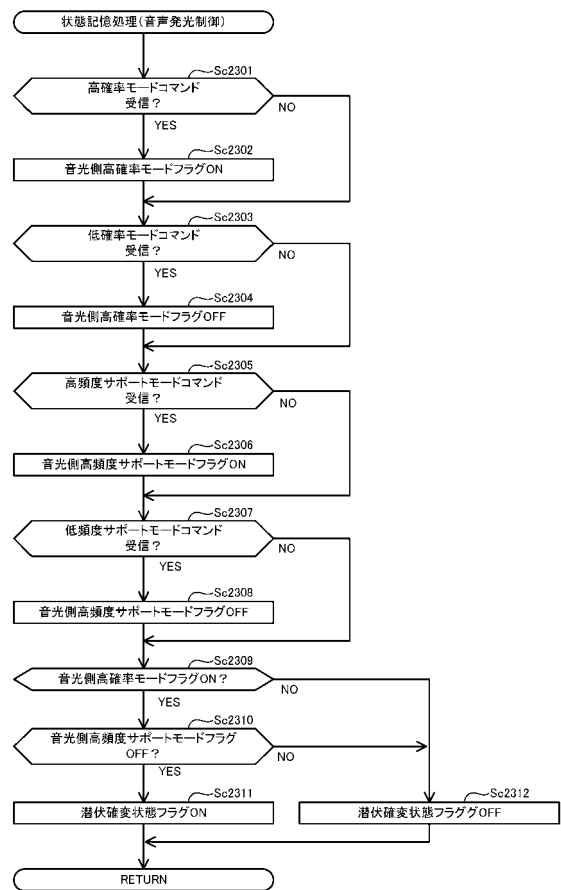 状態記憶処理(音声発光制御)
Sc2301
高確率モードコマンド
受信?
NO
YES
Sc2302
音光側高確率モードフラグON
Sc2303
低確率モードコマンド
受信?
NO
YES
Sc2304
音光側高確率モードフラグOFF
Sc2305
高頻度サポートモードコマンド
受信?
NO
YES
Sc2306
音光側高頻度サポートモードフラグON
Sc2307
低頻度サポートモードコマンド
受信?
NO
YES
Sc2308
音光側高頻度サポートモードフラグOFF
Sc2309
音光側高確率モードフラグON?
NO
YES
Sc2310
音光側高頻度サポートモードフラグ
OFF?
NO
YES
Sc2311
潜伏確変状態フラグON
Sc2312
潜伏確変状態フラググOFF
RETURN